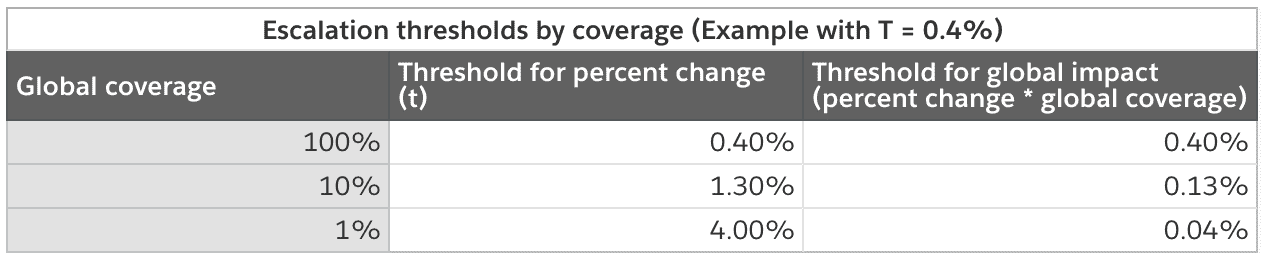 Escalation thresholds by coverage (Example with T = 0.4%)
Global coverage
Threshold for percent change
(t)
Threshold for global impact
(percent change * global coverage)
100% 0.40% 0.40%
10% 1.30% 0.13%
1% 4.00% 0.04%